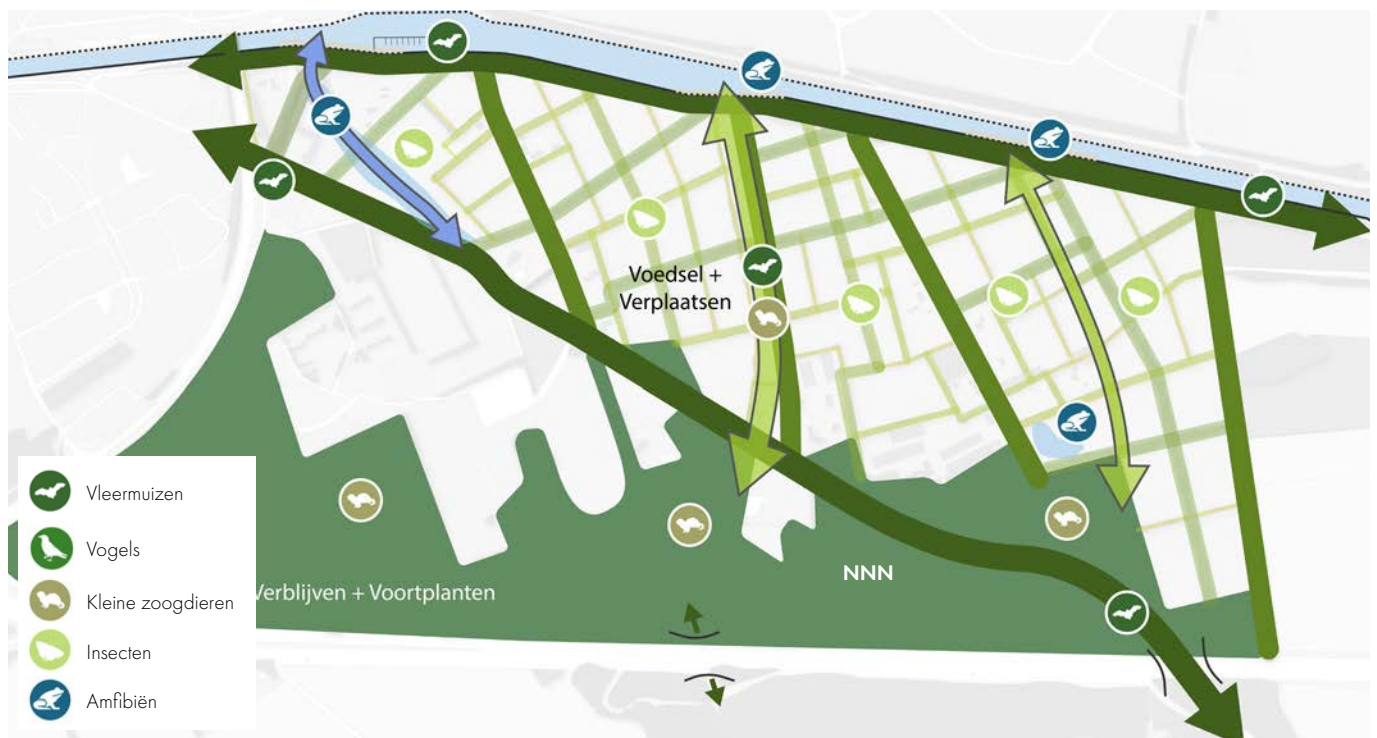 Voedsel +
Verplaatsen
NNN
Verblijven + Voortplanten
Vleermuizen
Vogels
Kleine zoogdieren
Insecten
Amfibiën